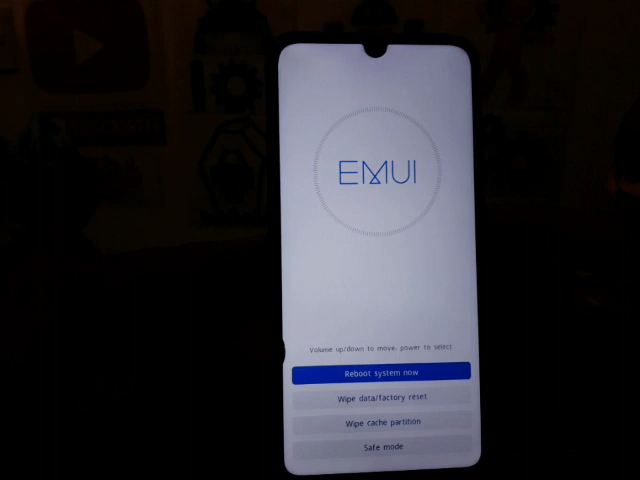 EMUI
Volume up/down to move, power to select
Reboot system now
Wipe data/factory reset
Wipe cache partition
Safe mode